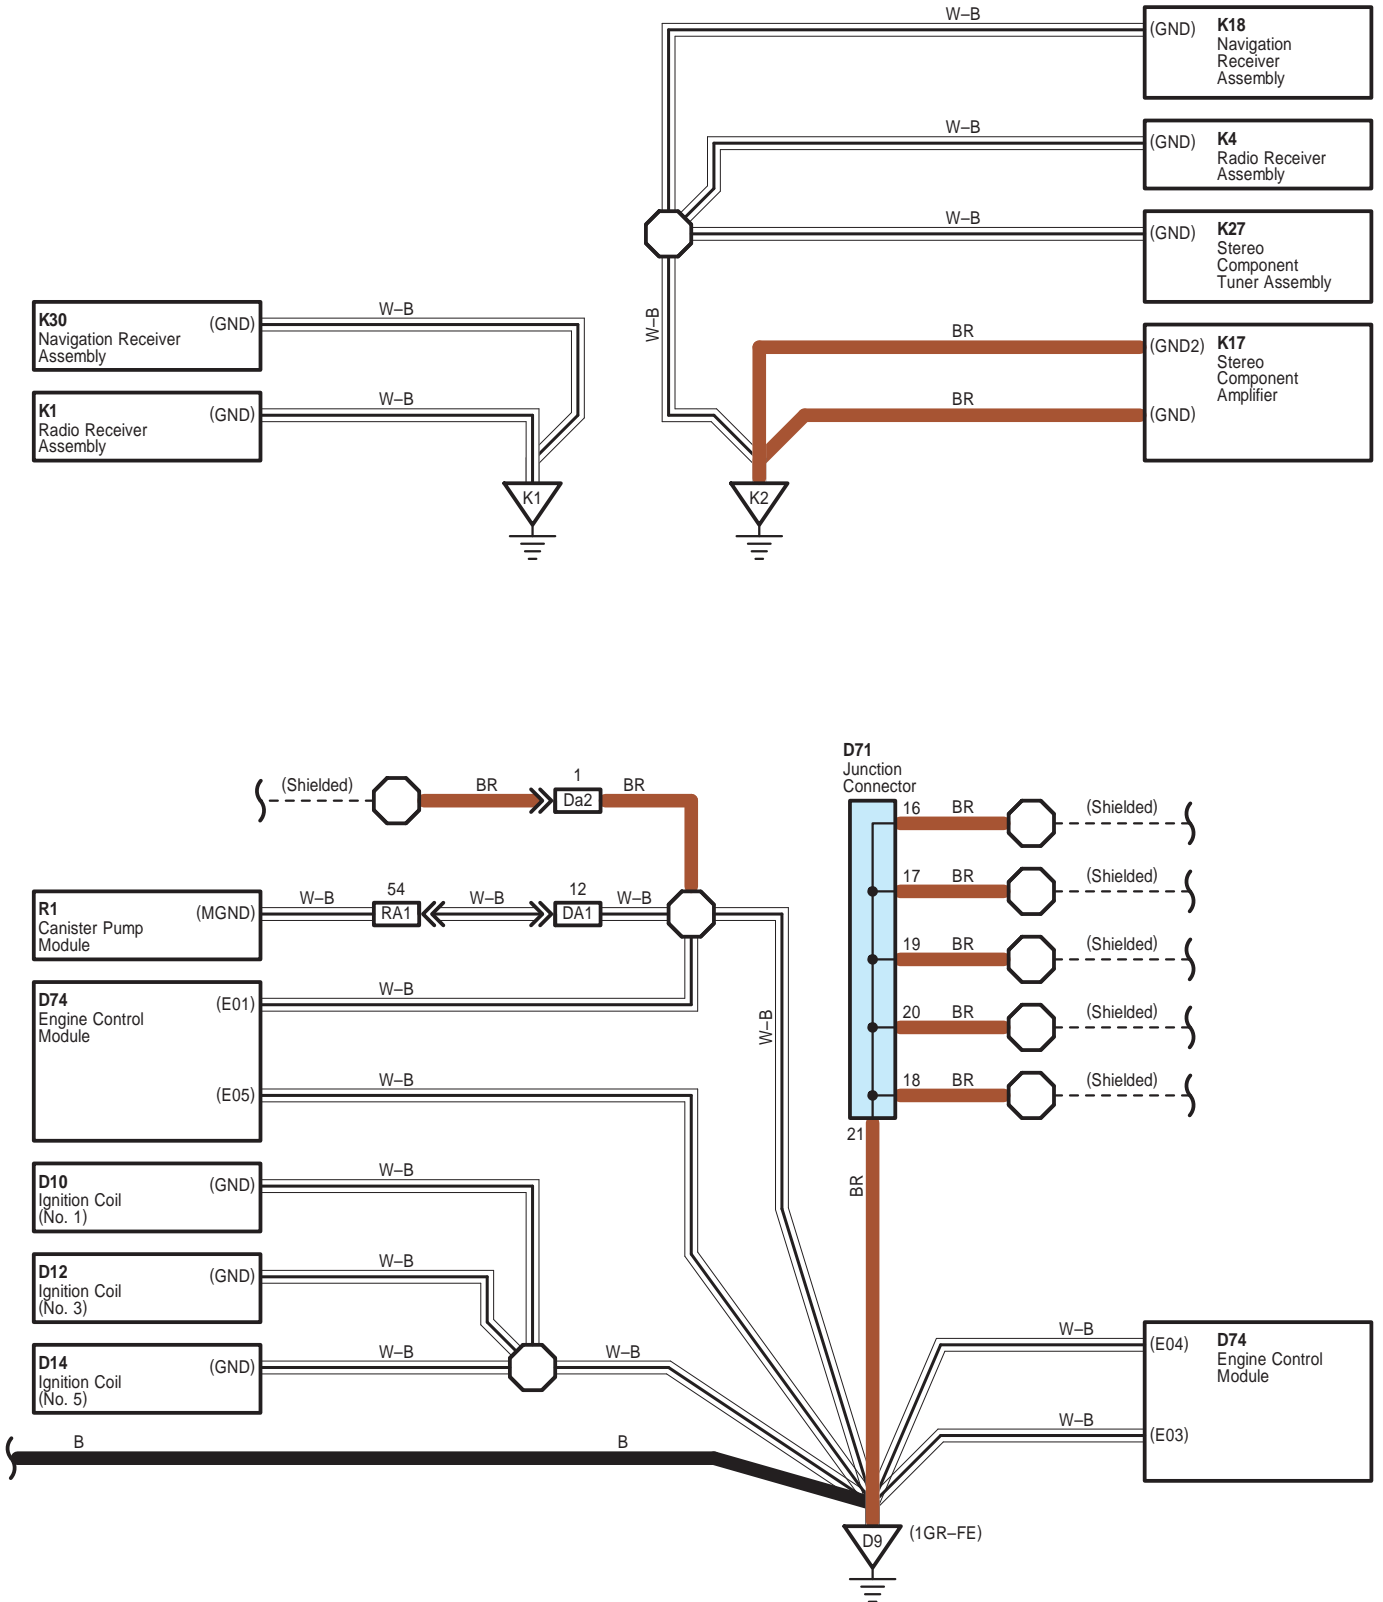 W–B
(GND) K18
Navigation
Receiver
Assembly
W–B
(GND) K4
Radio Receiver
Assembly
W–B
(GND) K27
Stereo
Component
Tuner Assembly
K30 (GND)
Navigation Receiver
Assembly
W–B
W–B
BR
(GND2) K17
Stereo
Component
Amplifier
K1 (GND)
Radio Receiver
Assembly
W–B
BR
(GND)
K1
K2
D71
Junction
Connector
(Shielded)
BR
1
Da2
BR
16 BR (Shielded)
17 BR (Shielded)
R1 (MGND)
Canister Pump
Module
W–B
54
RA1
W–B
12
DA1
W–B
19 BR (Shielded)
D74 (E01)
Engine Control
Module
W–B
W–B
20 BR (Shielded)
(E05)
W–B
18 BR (Shielded)
21
BR
D10 (GND)
Ignition Coil
(No. 1)
W–B
D12 (GND)
Ignition Coil
(No. 3)
W–B
D14 (GND)
Ignition Coil
(No. 5)
W–B
W–B
W–B
(E04) D74
Engine Control
Module
W–B
(E03)
B
B
D9
(1GR–FE)